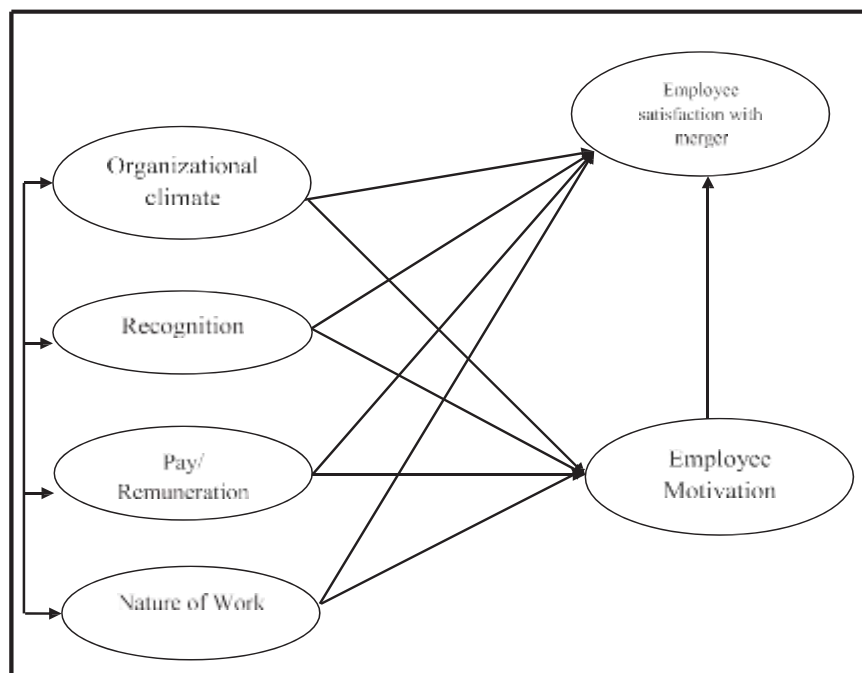 Employee
satisfaction with
merger
Organizational
climate
Recognition
Pay/
Remuneration
Employee
Motivation
Nature of Work